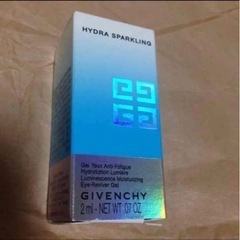 HYDRA SPARKLING
Gel Yeux Anti-Fatigue
Hydratation Lumière
Luminescence Moisturizing
Eye-Reviver Gel
GIVENCHY
2 ml - NET WT. .07 OZ.